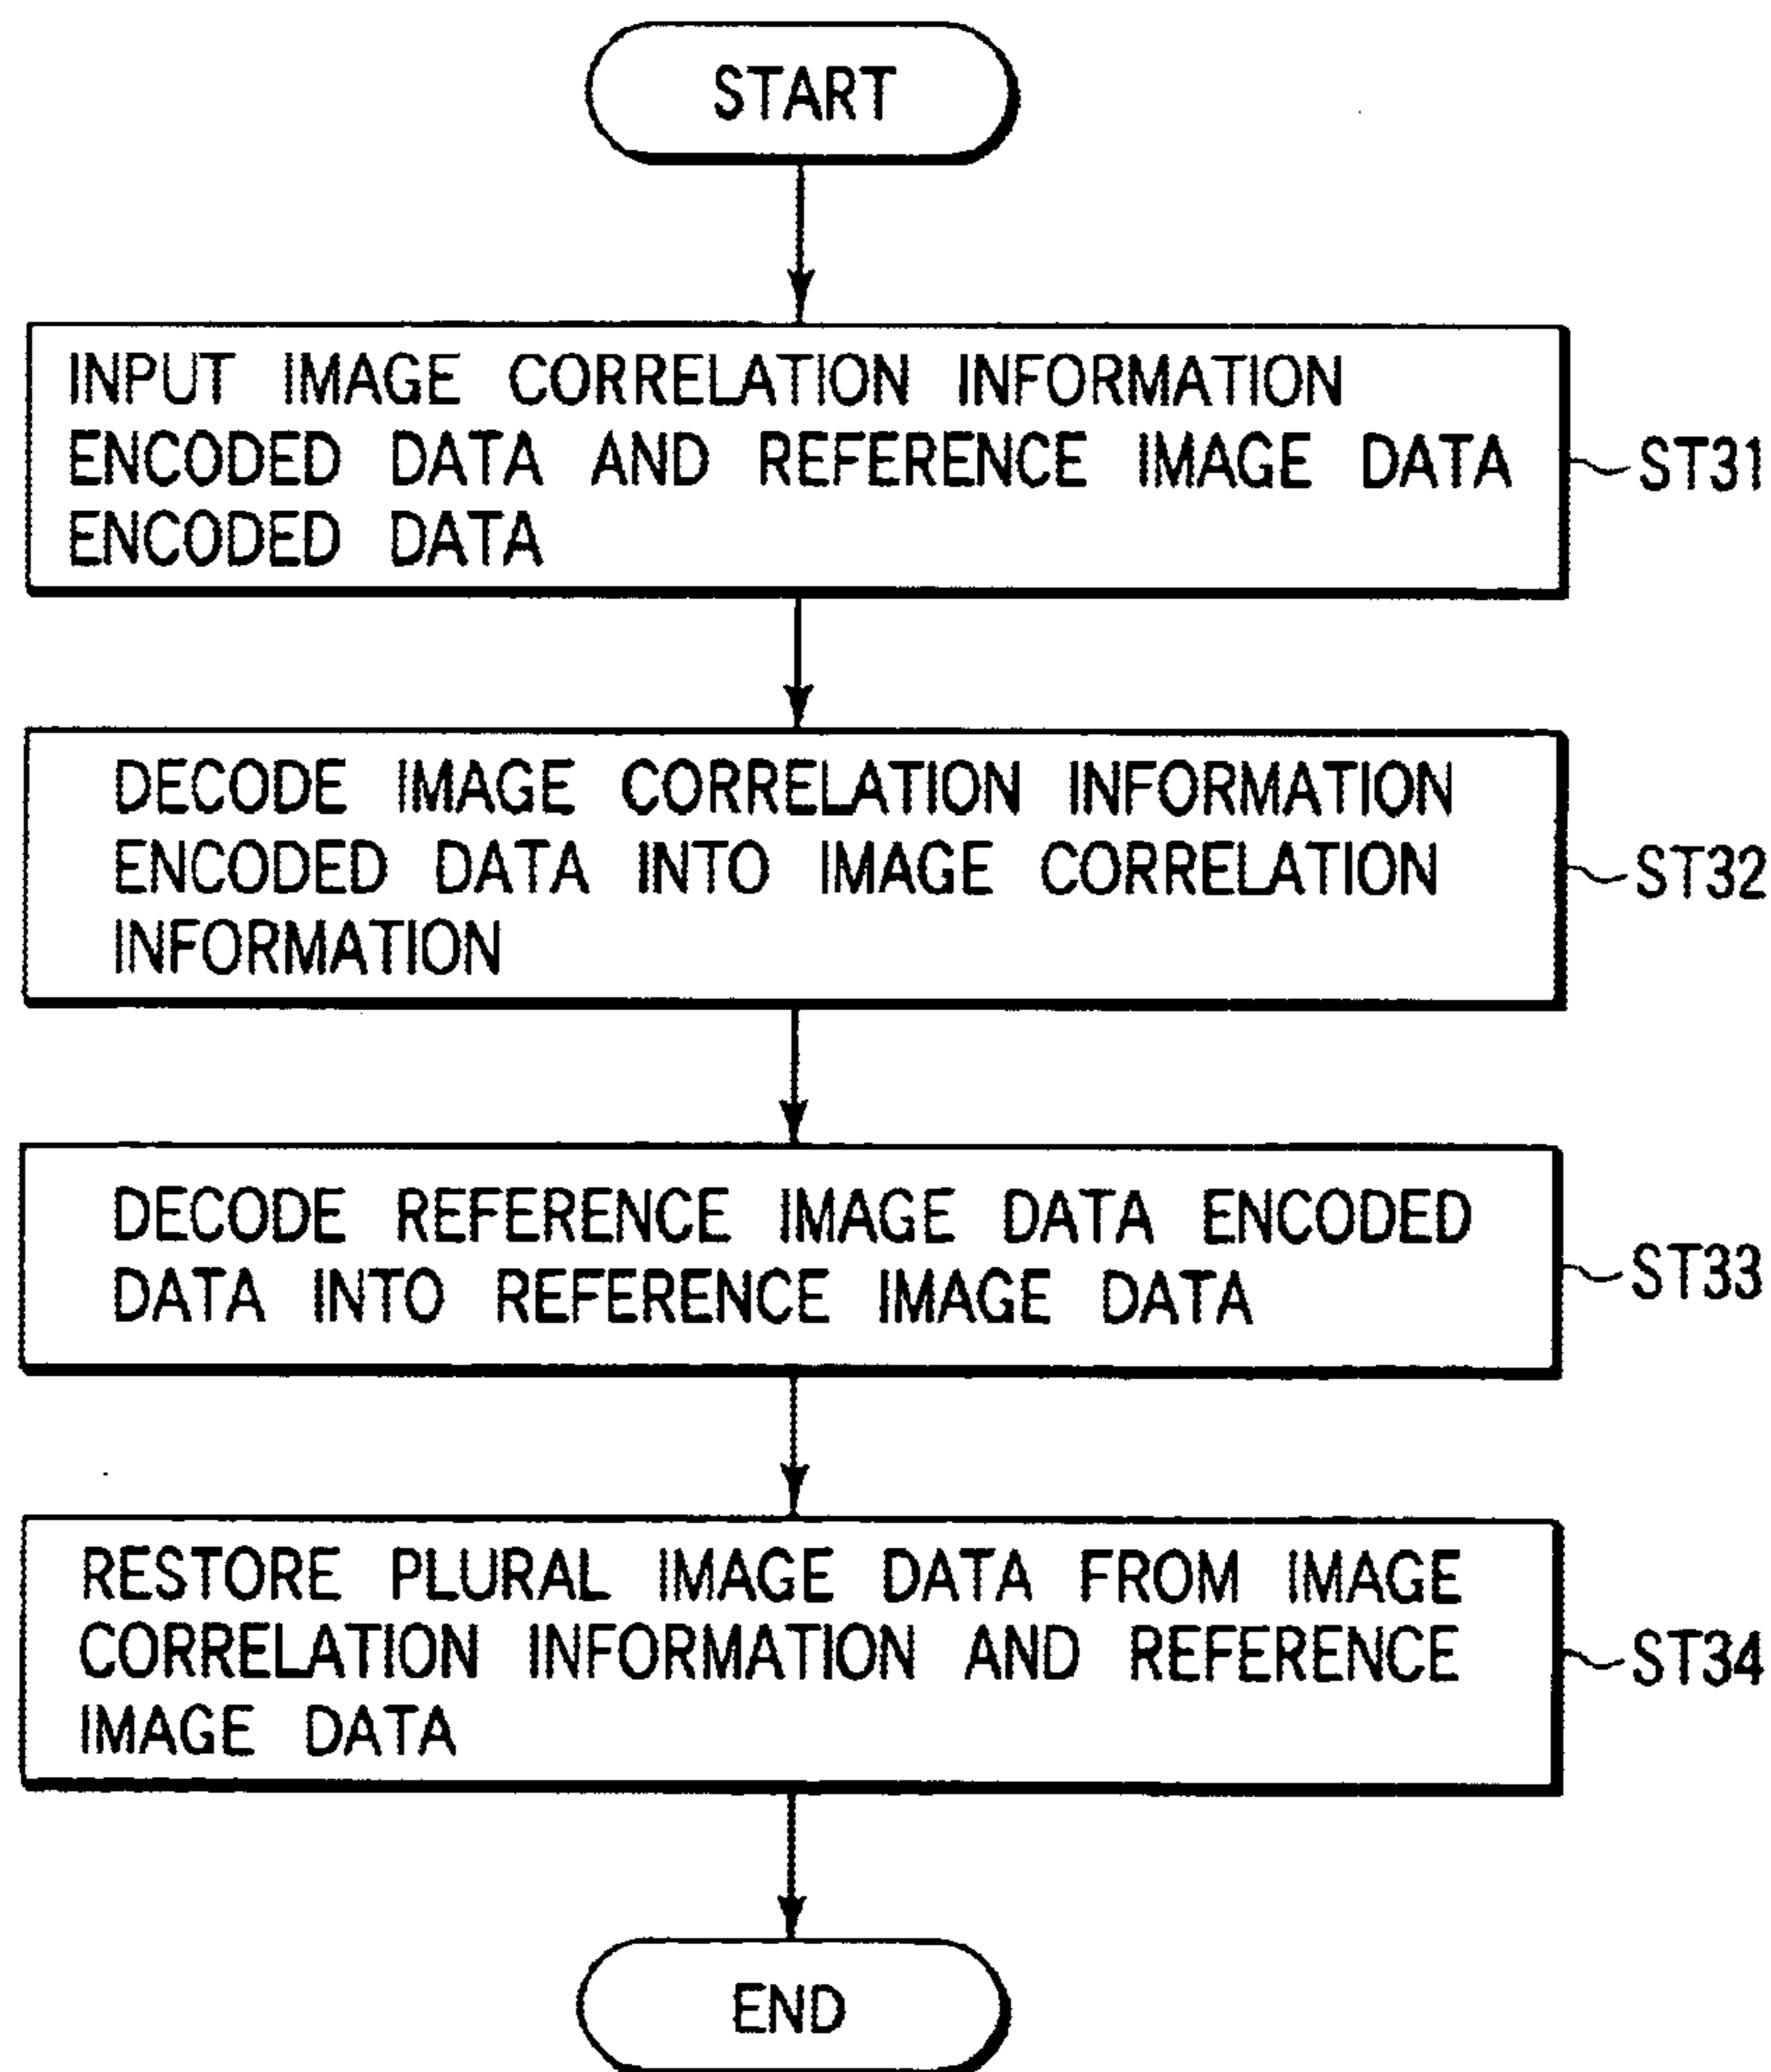 START
INPUT IMAGE CORRELATION INFORMATION
ENCODED DATA AND REFERENCE IMAGE DATA
ENCODED DATA
ST31
DECODE IMAGE CORRELATION INFORMATION
ENCODED DATA INTO IMAGE CORRELATION
INFORMATION
ST32
DECODE REFERENCE IMAGE DATA ENCODED
DATA INTO REFERENCE IMAGE DATA
ST33
RESTORE PLURAL IMAGE DATA FROM IMAGE
CORRELATION INFORMATION AND REFERENCE
IMAGE DATA
ST34
END